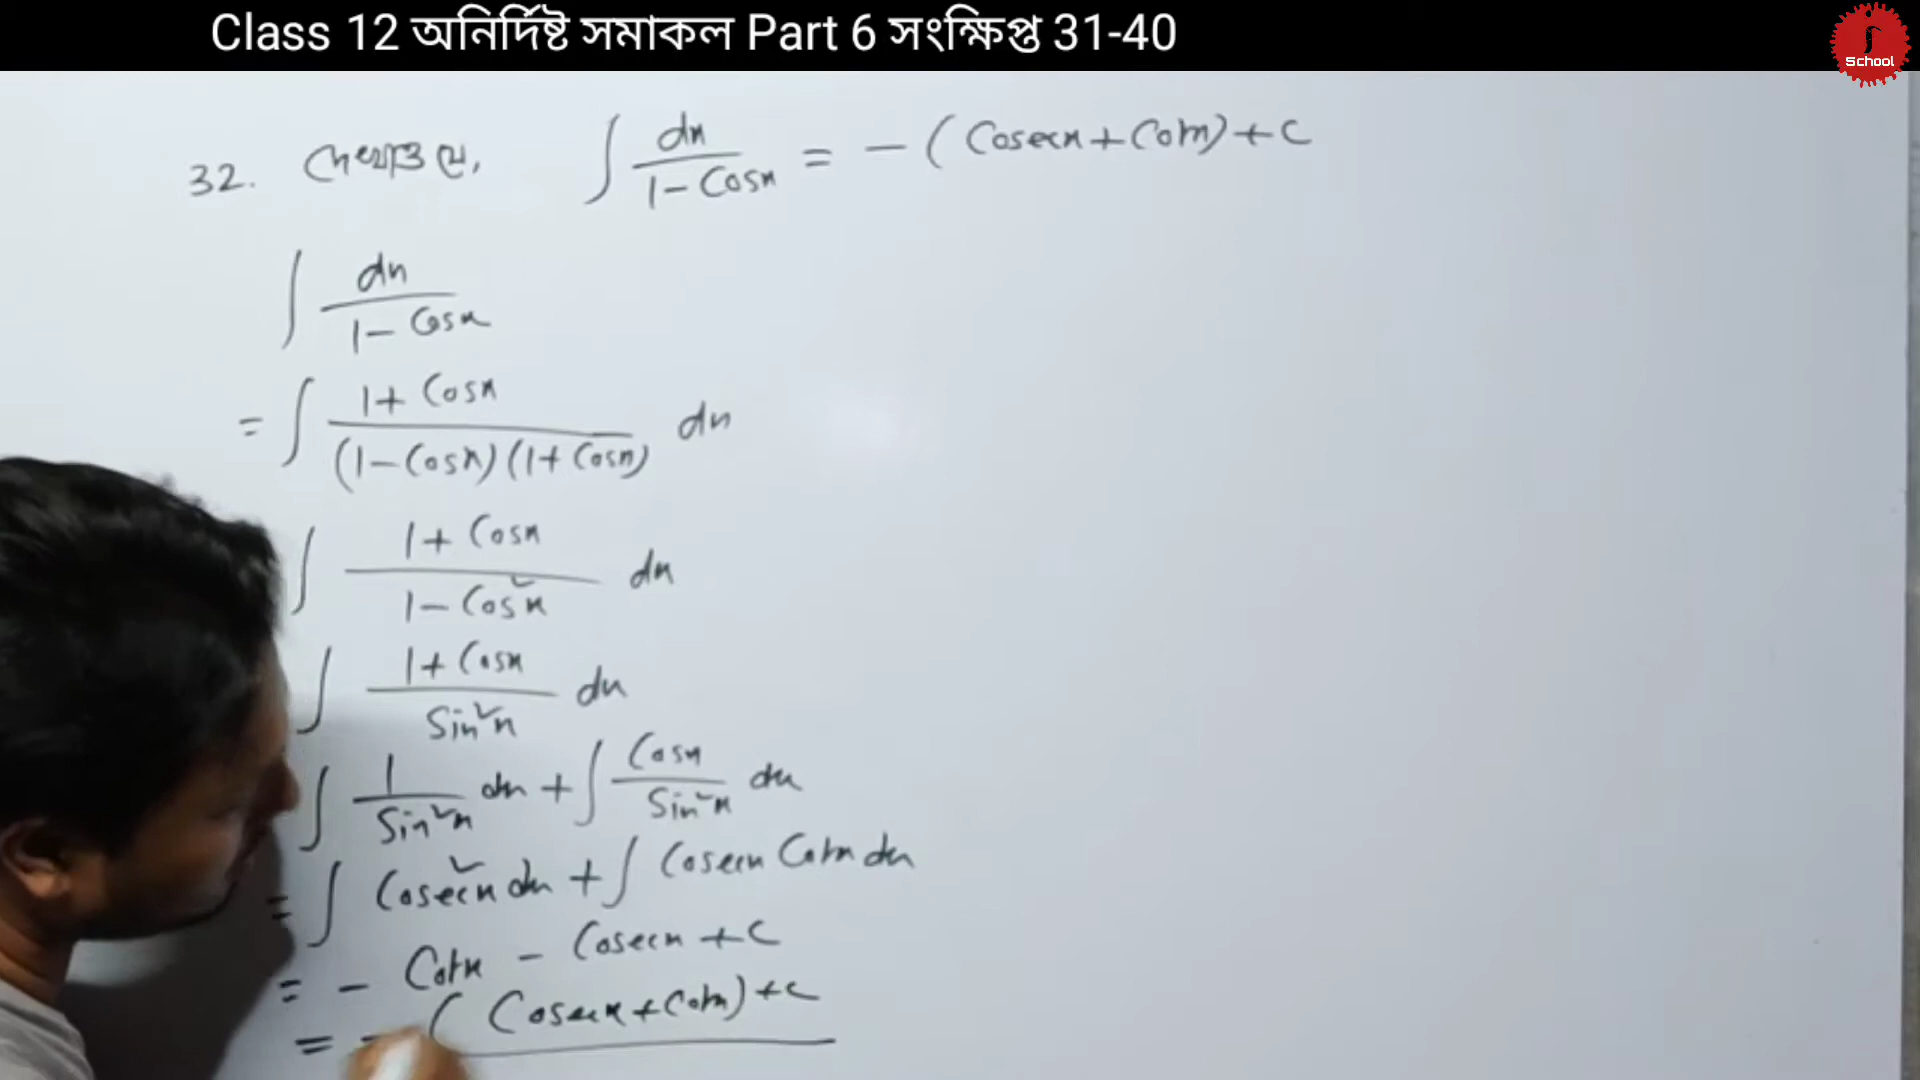 Class 12 অনির্দিষ্ট সমাকল Part 6 সংক্ষিপ্ত 31-40
School
32. দেখাও যে, ∫ dx / (1 - Cosx) = - (Cosecx + Cotx) + c
∫ dx / (1 - Cosx)
= ∫ (1 + Cosx) / ((1 - Cosx)(1 + Cosx)) dx
∫ (1 + Cosx) / (1 - Cos²x) dx
∫ (1 + Cosx) / (Sin²x) dx
∫ 1 / (Sin²x) dx + ∫ Cosx / (Sin²x) dx
= ∫ Cosec²x dx + ∫ Cosecx Cotx dx
= - Cotx - Cosecx + c
= - (Cosecx + Cotx) + c